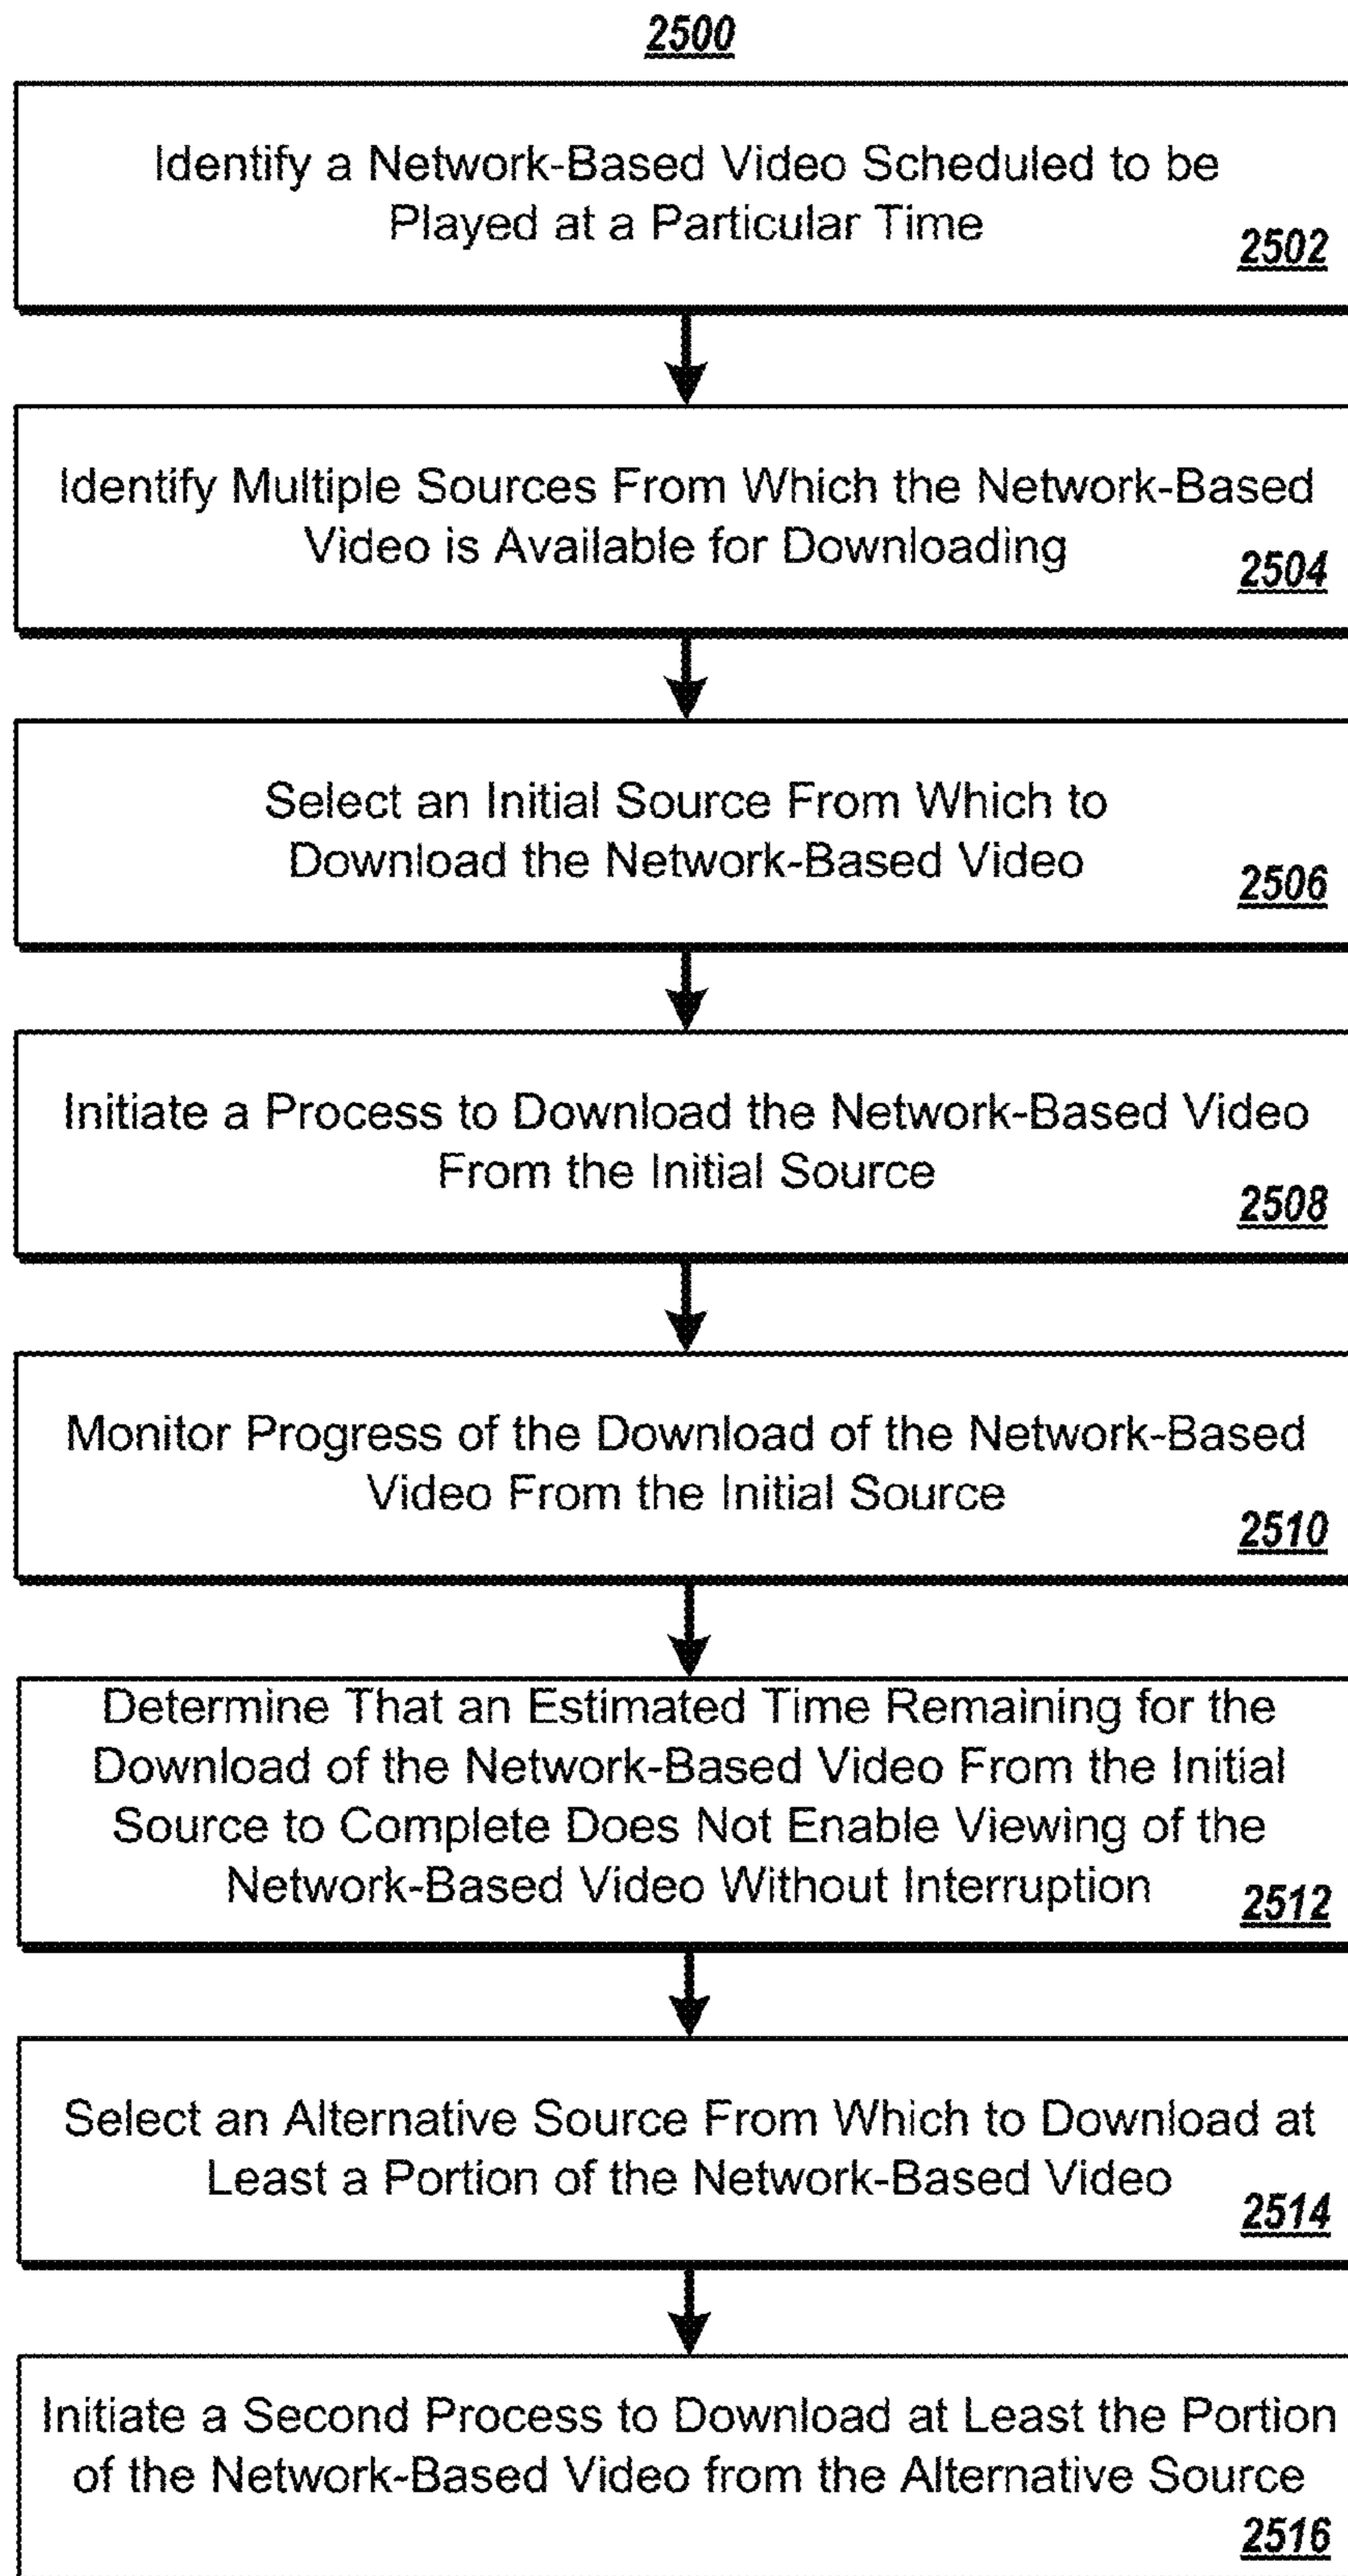 2500
Identify a Network-Based Video Scheduled to be
Played at a Particular Time
2502
Identify Multiple Sources From Which the Network-Based
Video is Available for Downloading
2504
Select an Initial Source From Which to
Download the Network-Based Video
2506
Initiate a Process to Download the Network-Based Video
From the Initial Source
2508
Monitor Progress of the Download of the Network-Based
Video From the Initial Source
2510
Determine That an Estimated Time Remaining for the
Download of the Network-Based Video From the Initial
Source to Complete Does Not Enable Viewing of the
Network-Based Video Without Interruption
2512
Select an Alternative Source From Which to Download at
Least a Portion of the Network-Based Video
2514
Initiate a Second Process to Download at Least the Portion
of the Network-Based Video from the Alternative Source
2516